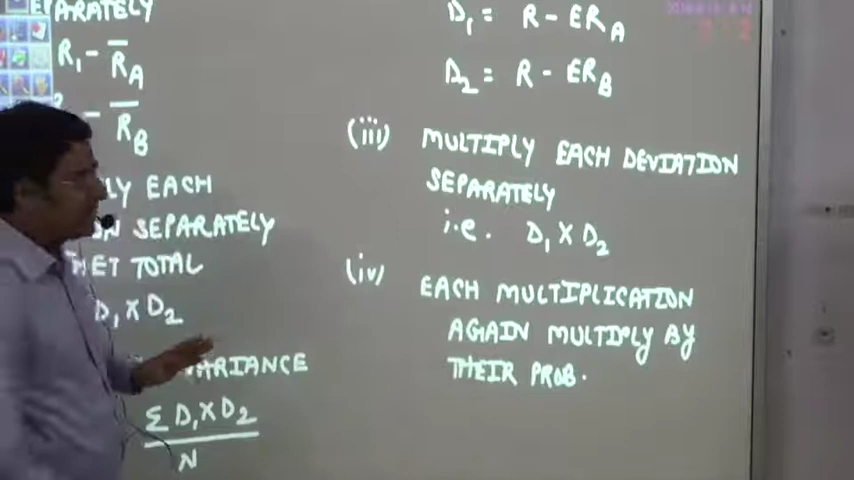 SEPARATELY
R₁ - R̅A
- R̅B
EACH
SEPARATELY
TOTAL
D₁ X D₂
VARIANCE
Σ D₁ X D₂
N
D₁ = R - ERA
D₂ = R - ERB
(iii) MULTIPLY EACH DEVIATION
SEPARATELY
i.e. D₁ X D₂
(iv) EACH MULTIPLICATION
AGAIN MULTIPLY BY
THEIR PROB.